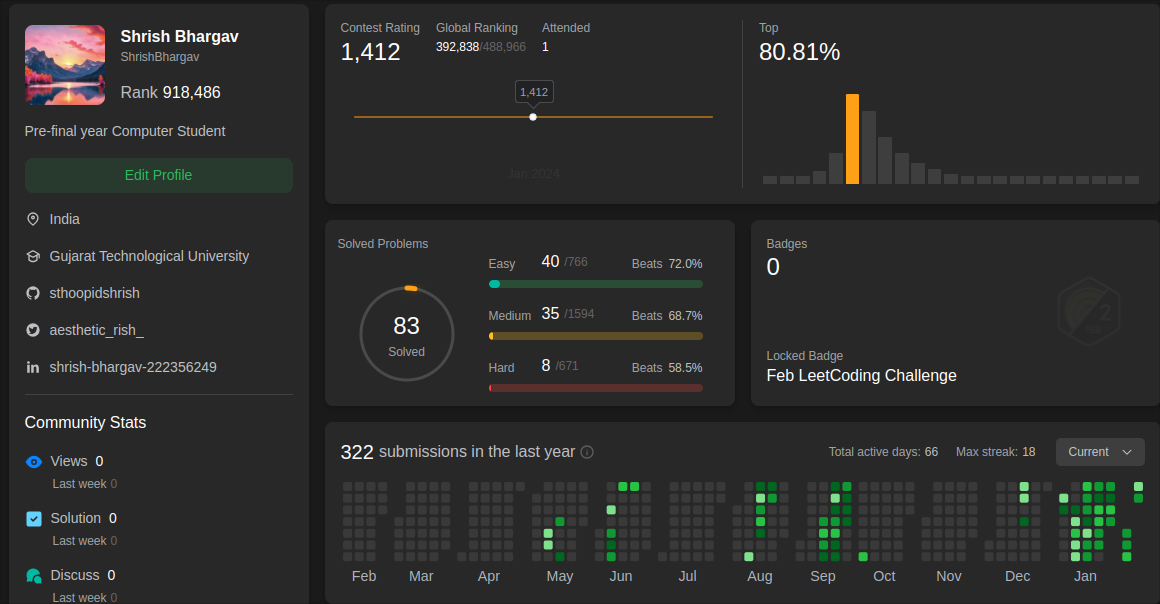 Shrish Bhargav
ShrishBhargav
Rank 918,486
Pre-final year Computer Student
Edit Profile
India
Gujarat Technological University
sthoopidshrish
aesthetic_rish_
shrish-bhargav-222356249
Community Stats
Views 0
Last week 0
Solution 0
Last week 0
Discuss 0
Last week 0
Contest Rating Global Ranking Attended
1,412 392,838/488,966 1
1,412
Jan 2024
Top
80.81%
Solved Problems
83
Solved
Easy 40 /766 Beats 72.0%
Medium 35 /1594 Beats 68.7%
Hard 8 /671 Beats 58.5%
Badges
0
2
FEB
Locked Badge
Feb LeetCoding Challenge
322 submissions in the last year
Total active days: 66 Max streak: 18 Current
Feb Mar Apr May Jun Jul Aug Sep Oct Nov Dec Jan